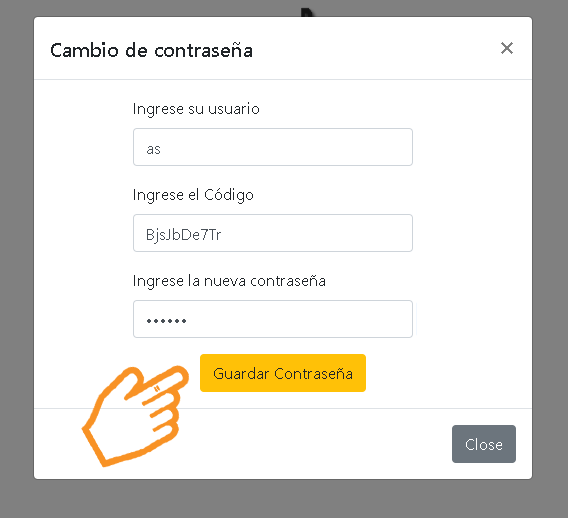 Cambio de contraseña
×
Ingrese su usuario
as
Ingrese el Código
BjsJbDe7Tr
Ingrese la nueva contraseña
••••••
Guardar Contraseña
Close